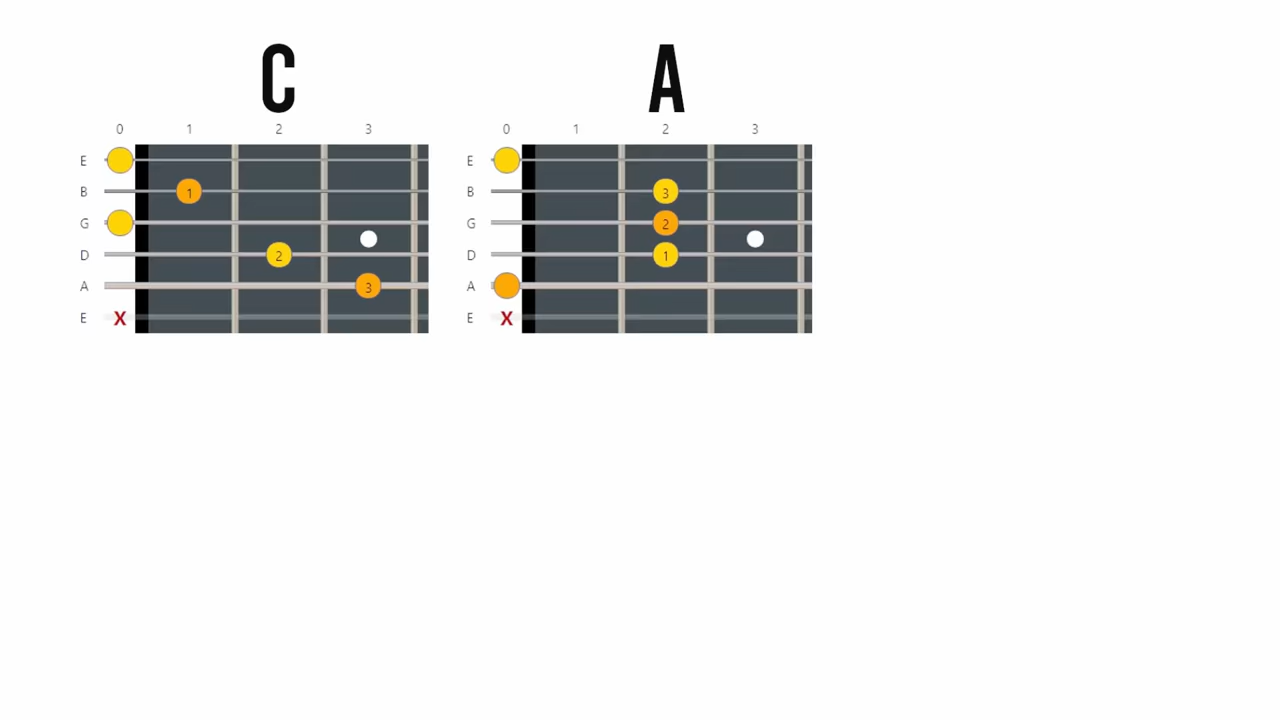 C A
0 1 2 3 0 1 2 3
E E
B 1 B 3
G G 2
D 2 D 1
A 3 A
E X E X